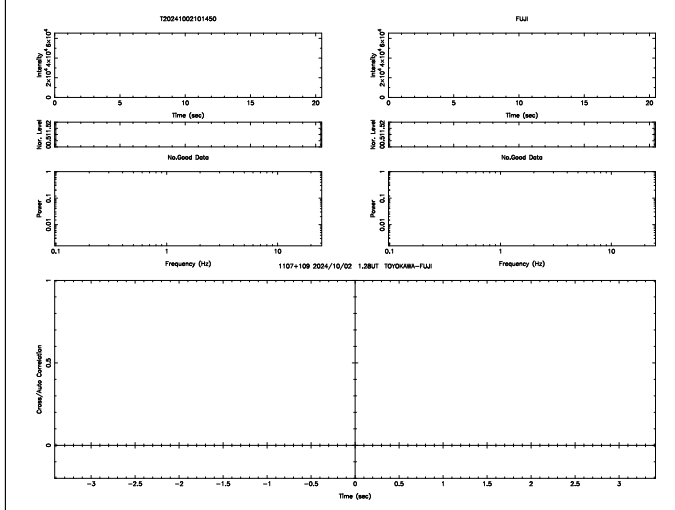 T20241002101450
FUJI
Intensity
0 2×10⁴ 4×10⁴ 6×10⁴
0 5 10 15 20
Time (sec)
Intensity
0 2×10⁴ 4×10⁴ 6×10⁴
0 5 10 15 20
Time (sec)
Nor. Level
00.511.52
Nor. Level
00.511.52
No.Good Data
No.Good Data
Power
0.01 0.1 1
0.1 1 10
Frequency (Hz)
Power
0.01 0.1 1
0.1 1 10
Frequency (Hz)
1107+109 2024/10/02 1.28UT TOYOKAWA-FUJI
Cross/Auto Correlation
0 0.5 1
-3 -2.5 -2 -1.5 -1 -0.5 0 0.5 1 1.5 2 2.5 3
Time (sec)